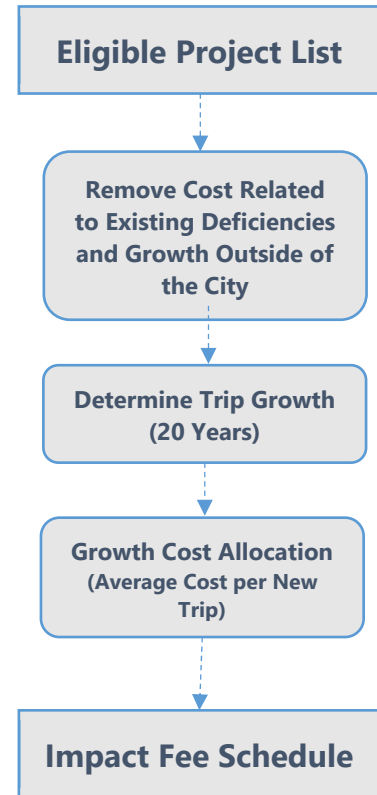 Eligible Project List
Remove Cost Related
to Existing Deficiencies
and Growth Outside of
the City
Determine Trip Growth
(20 Years)
Growth Cost Allocation
(Average Cost per New
Trip)
Impact Fee Schedule